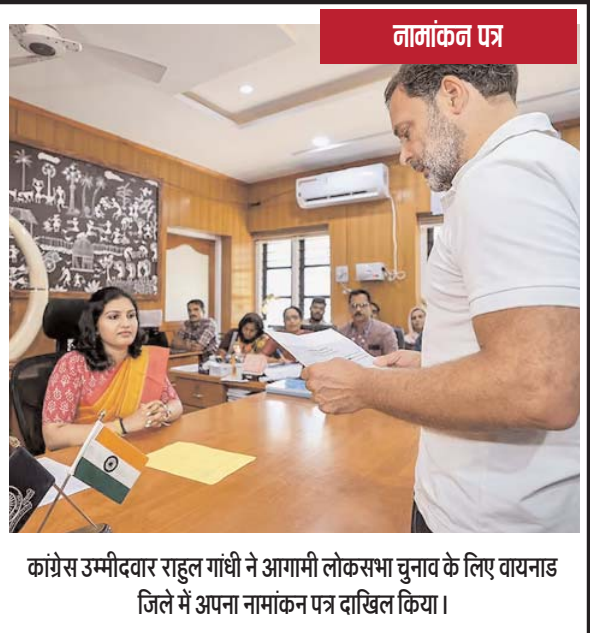 नामांकन पत्र
कांग्रेस उम्मीदवार राहुल गांधी ने आगामी लोकसभा चुनाव के लिए वायनाड
जिले में अपना नामांकन पत्र दाखिल किया।